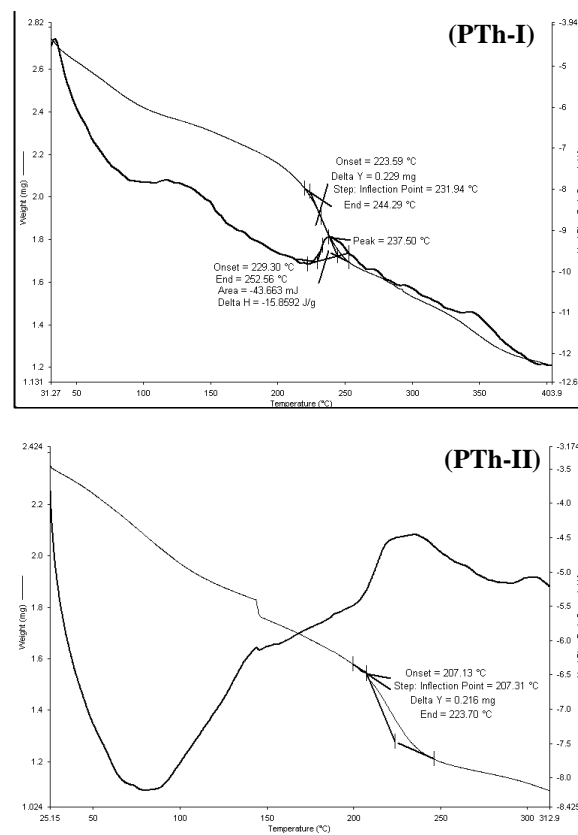 (PTh-I)
2.82
2.6
2.4
2.2
2.0
1.8
1.6
1.4
1.2
1.131
Weight (mg)
-3.94
-5
-6
-7
-8
-9
-10
-11
-12.6
Onset = 223.59 °C
Delta Y = 0.229 mg
Step: Inflection Point = 231.94 °C
End = 244.29 °C
Peak = 237.50 °C
Onset = 229.30 °C
End = 252.56 °C
Area = -43.663 mJ
Delta H = -15.8592 J/g
31.27 50 100 150 200 250 300 350 403.9
Temperature (°C)
(PTh-II)
2.424
2.2
2.0
1.8
1.6
1.4
1.2
1.024
Weight (mg)
-3.174
-4.5
-5
-5.5
-6.0
-6.5
-7.0
-7.5
-8.0
-8.425
Onset = 207.13 °C
Step: Inflection Point = 207.31 °C
Delta Y = 0.216 mg
End = 223.70 °C
25.15 50 100 150 200 250 312.9
Temperature (°C)